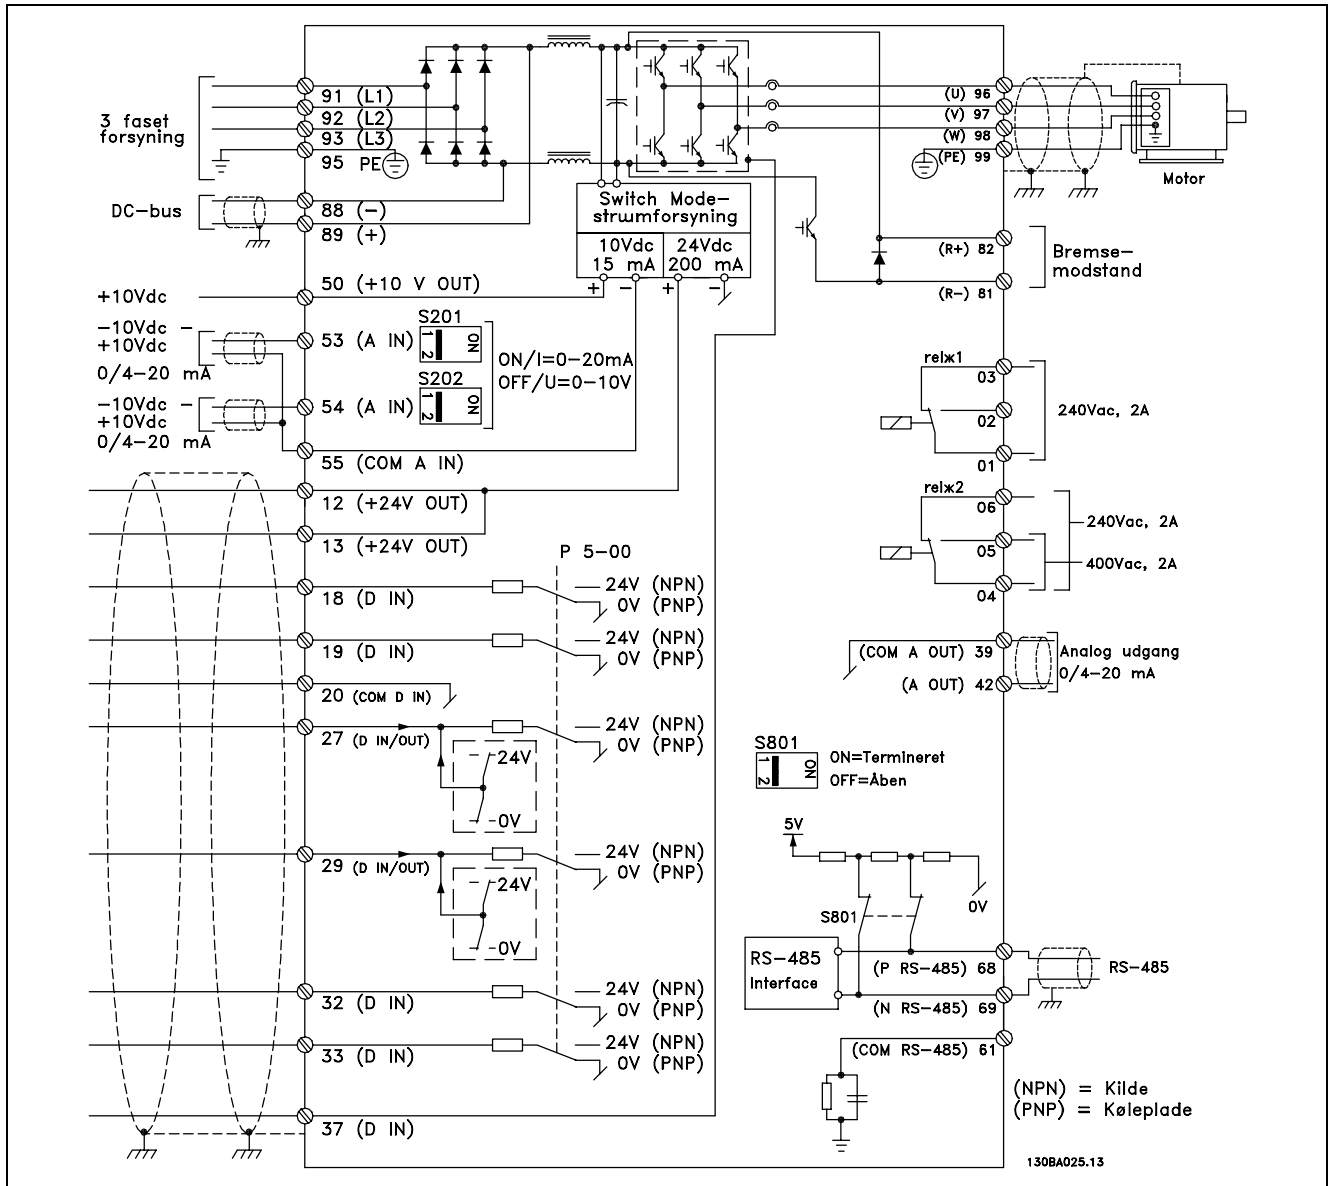 3 faset
forsyning
91 (L1)
92 (L2)
93 (L3)
95 PE
DC-bus
88 (-)
89 (+)
+10Vdc
50 (+10 V OUT)
-10Vdc -
+10Vdc
0/4-20 mA
53 (A IN)
-10Vdc -
+10Vdc
0/4-20 mA
54 (A IN)
55 (COM A IN)
12 (+24V OUT)
13 (+24V OUT)
18 (D IN)
19 (D IN)
20 (COM D IN)
27 (D IN/OUT)
24V
0V
29 (D IN/OUT)
24V
0V
32 (D IN)
33 (D IN)
37 (D IN)
S201
1
2
ON
S202
1
2
ON
ON/I=0-20mA
OFF/U=0-10V
P 5-00
24V (NPN)
0V (PNP)
24V (NPN)
0V (PNP)
24V (NPN)
0V (PNP)
24V (NPN)
0V (PNP)
24V (NPN)
0V (PNP)
24V (NPN)
0V (PNP)
Switch Mode-
strumforsyning
10Vdc
15 mA
24Vdc
200 mA
+ - + -
(U) 96
(V) 97
(W) 98
(PE) 99
Motor
(R+) 82
(R-) 81
Bremse-
modstand
relæ1
03
02
01
240Vac, 2A
relæ2
06
05
04
240Vac, 2A
400Vac, 2A
(COM A OUT) 39
(A OUT) 42
Analog udgang
0/4-20 mA
S801
1
2
ON
ON=Termineret
OFF=Åben
5V
0V
S801
RS-485
Interface
(P RS-485) 68
(N RS-485) 69
(COM RS-485) 61
RS-485
(NPN) = Kilde
(PNP) = Køleplade
130BA025.13